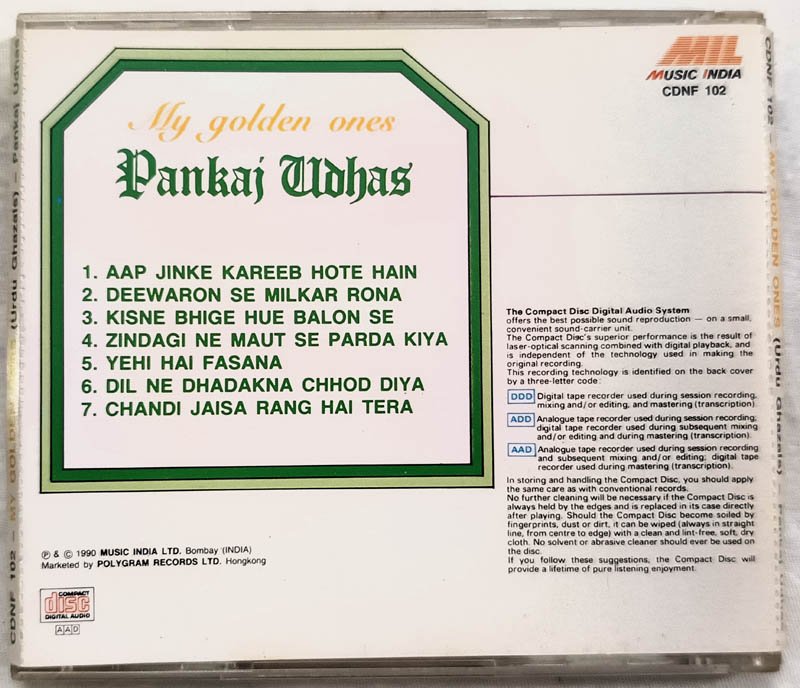 My golden ones
Pankaj Udhas
1. AAP JINKE KAREEB HOTE HAIN
2. DEEWARON SE MILKAR RONA
3. KISNE BHIGE HUE BALON SE
4. ZINDAGI NE MAUT SE PARDA KIYA
5. YEHI HAI FASANA
6. DIL NE DHADAKNA CHHOD DIYA
7. CHANDI JAISA RANG HAI TERA
MIL
MUSIC INDIA
CDNF 102
The Compact Disc Digital Audio System
offers the best possible sound reproduction — on a small,
convenient sound-carrier unit.
The Compact Disc's superior performance is the result of
laser-optical scanning combined with digital playback, and
is independent of the technology used in making the
original recording.
This recording technology is identified on the back cover
by a three-letter code:
DDD Digital tape recorder used during session recording,
mixing and/or editing, and mastering (transcription).
ADD Analogue tape recorder used during session recording;
digital tape recorder used during subsequent mixing
and/or editing and during mastering (transcription).
AAD Analogue tape recorder used during session recording
and subsequent mixing and/or editing; digital tape
recorder used during mastering (transcription).
In storing and handling the Compact Disc, you should apply
the same care as with conventional records.
No further cleaning will be necessary if the Compact Disc is
always held by the edges and is replaced in its case directly
after playing. Should the Compact Disc become soiled by
fingerprints, dust or dirt, it can be wiped (always in straight
line, from centre to edge) with a clean and lint-free, soft, dry
cloth. No solvent or abrasive cleaner should ever be used on
the disc.
If you follow these suggestions, the Compact Disc will
provide a lifetime of pure listening enjoyment.
℗ & © 1990 MUSIC INDIA LTD. Bombay (INDIA)
Marketed by POLYGRAM RECORDS LTD. Hongkong
COMPACT
disc
DIGITAL AUDIO
AAD
CDNF 102 - MY GOLDEN ONES (Urdu Ghazals) - Pankaj Udhas
CDNF 102 - MY GOLDEN ONES (Urdu Ghazals)